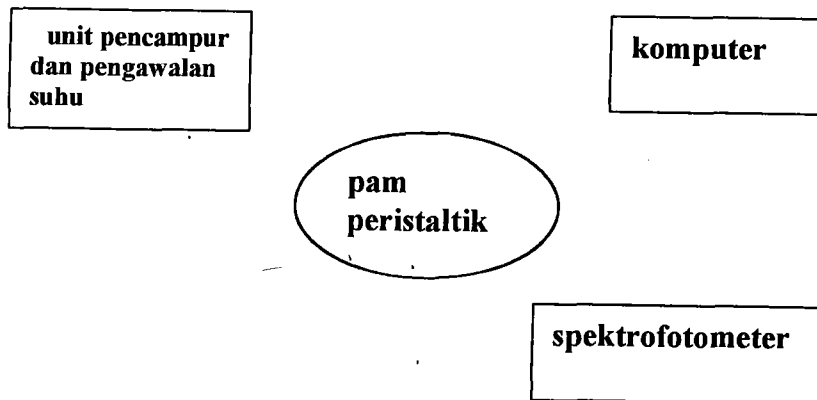 unit pencampur
dan pengawalan
suhu
komputer
pam
peristaltik
spektrofotometer